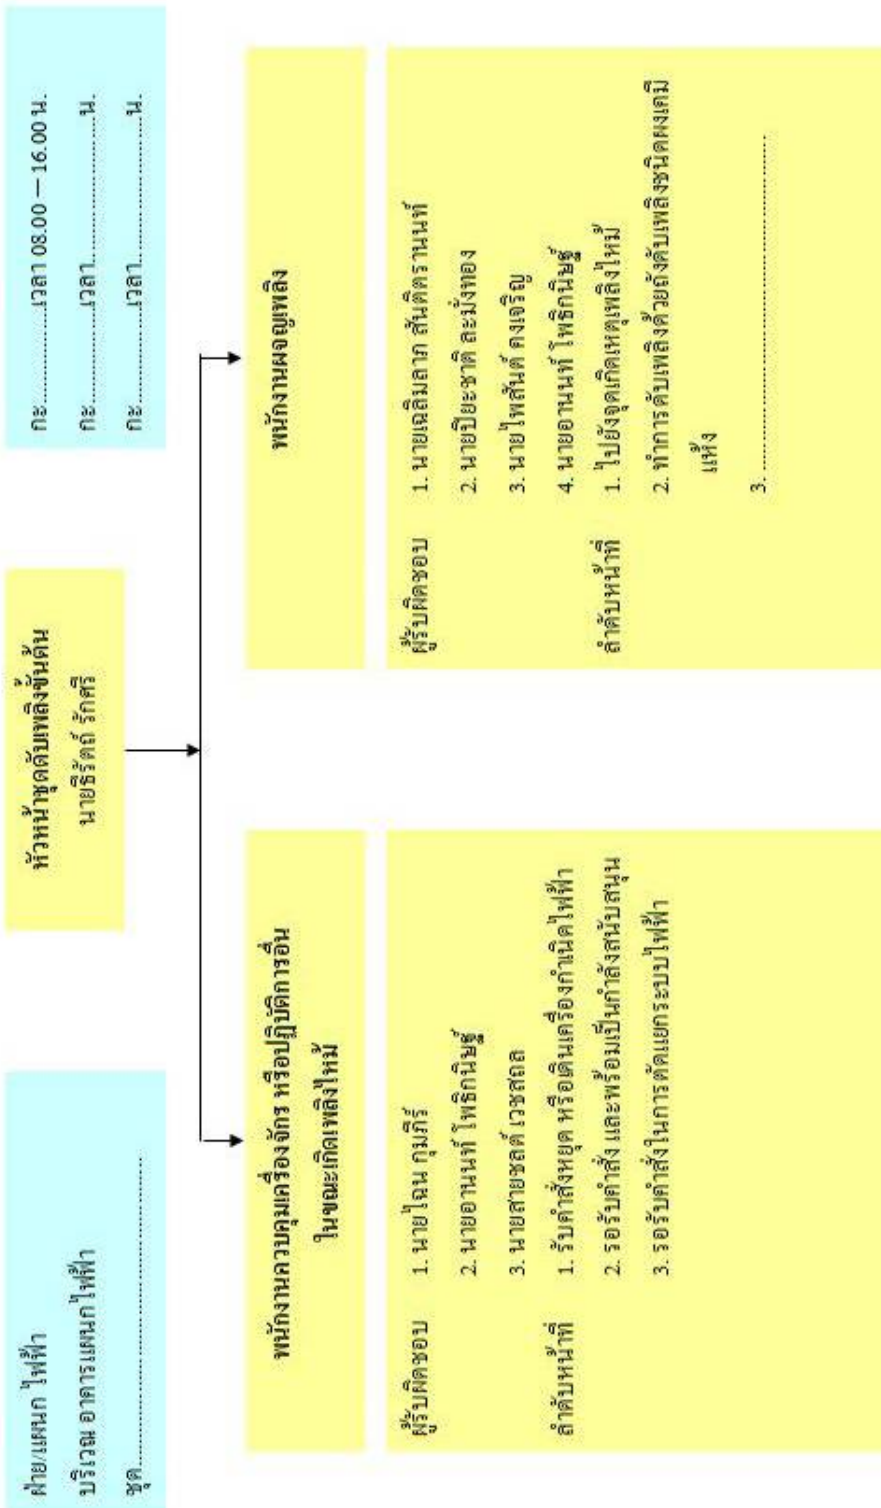 ฝ่าย/แผนก ไฟฟ้า
บริเวณ อาคารแผนกไฟฟ้า
ชุด................................................
หัวหน้าชุดดับเพลิงขั้นต้น
นายธิรัตถ์ รักศรี
กะ...............เวลา 08.00 – 16.00 น.
กะ...............เวลา.........................น.
กะ...............เวลา.........................น.
พนักงานควบคุมเครื่องจักร หรือปฏิบัติการอื่น
ในขณะเกิดเพลิงไหม้
ผู้รับผิดชอบ 1. นายไฉน กุมภิร์
2. นายอานนท์ โพธิกนิษฐ์
3. นายสายชลต์ เวชสถล
ลำดับหน้าที่ 1. รับคำสั่งหยุด หรือเดินเครื่องกำเนิดไฟฟ้า
2. รอรับคำสั่ง และพร้อมเป็นกำลังสนับสนุน
3. รอรับคำสั่งในการตัดแยกระบบไฟฟ้า
พนักงานผจญเพลิง
ผู้รับผิดชอบ 1. นายเฉลิมลาภ สันติตรานนท์
2. นายปิยะชาติ ละมั่งทอง
3. นายไพสันต์ คงเจริญ
4. นายอานนท์ โพธิกนิษฐ์
ลำดับหน้าที่ 1. ไปยังจุดเกิดเหตุเพลิงไหม้
2. ทำการดับเพลิงด้วยถังดับเพลิงชนิดผงเคมี
แห้ง
3. ................................................